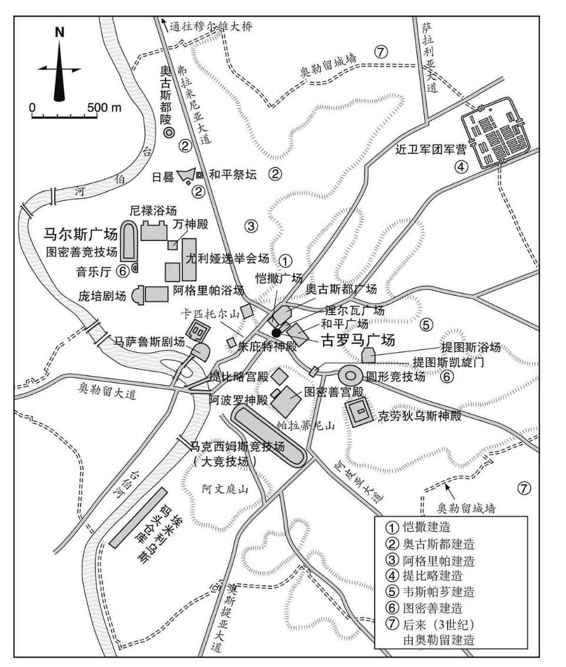 通往穆尔维大桥
N
0 500 m
奥古斯都陵
弗拉米尼亚大道
⑦
奥勒留城墙
萨拉利亚大道
近卫军团军营
④
②
日晷
和平祭坛
②
②
台伯河
尼禄浴场
马尔斯广场
万神殿
③
图密善竞技场
尤利娅选举会场
音乐厅 ⑥
①
恺撒广场
庞培剧场
阿格里帕浴场
奥古斯都广场
卡匹托尔山
涅尔瓦广场
和平广场
⑤
马萨鲁斯剧场
朱庇特神殿
古罗马广场
提图斯浴场
提图斯凯旋门
提比略宫殿
圆形竞技场 ⑥
奥勒留大道
阿波罗神殿
图密善宫殿
克劳狄乌斯神殿
帕拉蒂尼山
马克西姆斯竞技场
（大竞技场）
台伯河
阿文庭山
阿庇亚大道
⑦
奥勒留城墙
埃米利乌斯
码头仓库
奥斯提亚大道
① 恺撒建造
② 奥古斯都建造
③ 阿格里帕建造
④ 提比略建造
⑤ 韦斯帕芗建造
⑥ 图密善建造
⑦ 后来（3世纪）
由奥勒留建造